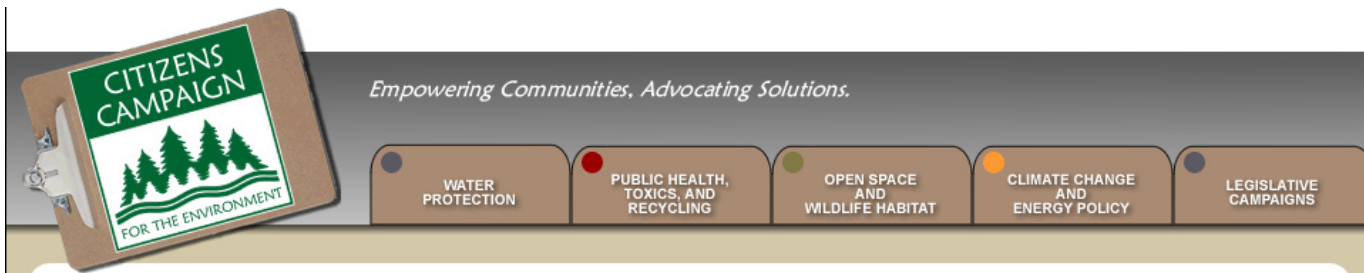 CITIZENS
CAMPAIGN
FOR THE ENVIRONMENT
Empowering Communities, Advocating Solutions.
WATER
PROTECTION
PUBLIC HEALTH,
TOXICS, AND
RECYCLING
OPEN SPACE
AND
WILDLIFE HABITAT
CLIMATE CHANGE
AND
ENERGY POLICY
LEGISLATIVE
CAMPAIGNS